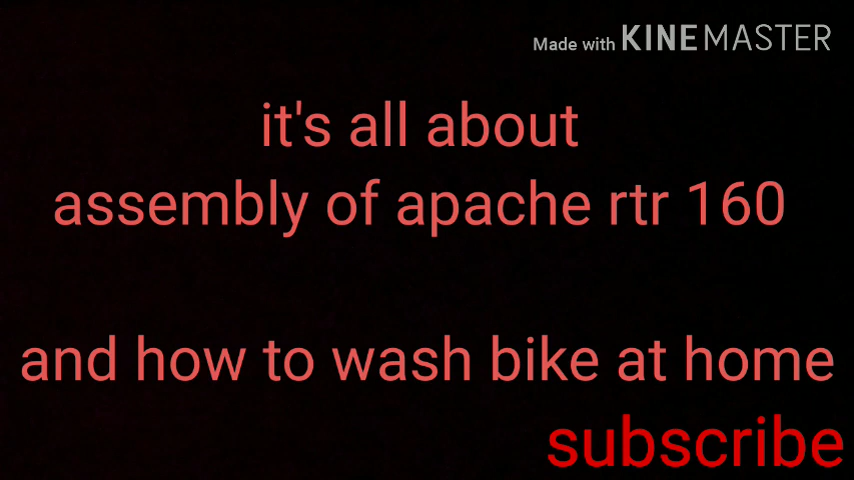 Made with KINEMASTER
it's all about
assembly of apache rtr 160
and how to wash bike at home
subscribe